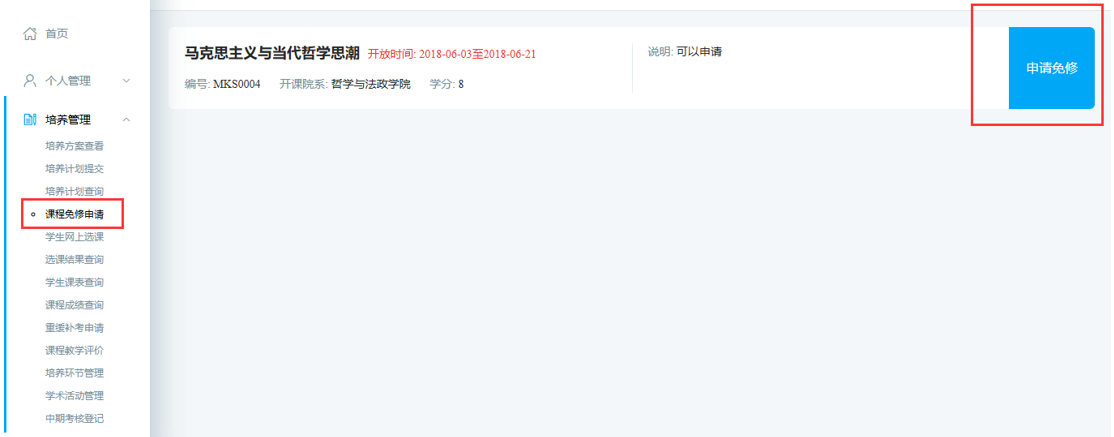 首页
个人管理
培养管理
培养方案查看
培养计划提交
培养计划查询
课程免修申请
学生网上选课
选课结果查询
学生课表查询
课程成绩查询
重缓补考申请
课程教学评价
培养环节管理
学术活动管理
中期考核登记
马克思主义与当代哲学思潮 开放时间: 2018-06-03至2018-06-21
编号: MKS0004 开课院系: 哲学与法政学院 学分: 8
说明: 可以申请
申请免修